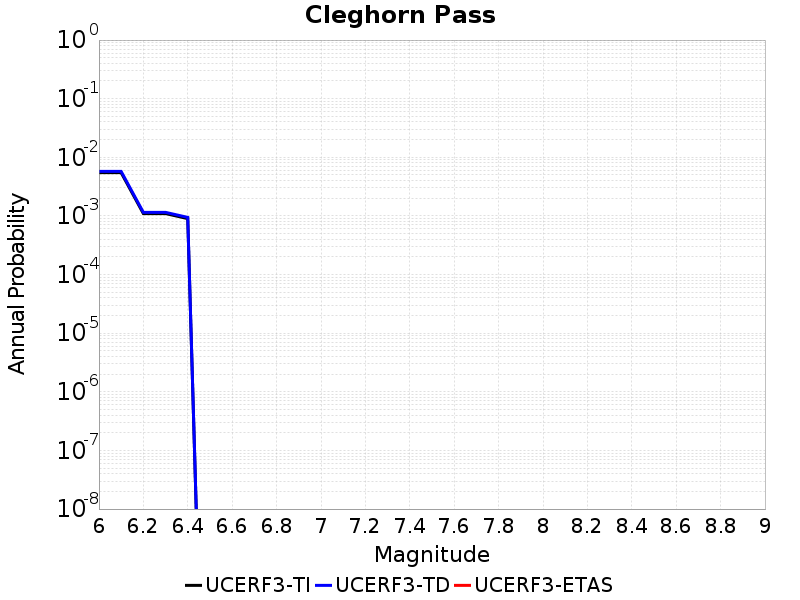 Cleghorn Pass
10^0
10^-1
10^-2
10^-3
10^-4
10^-5
10^-6
10^-7
10^-8
Annual Probability
6 6.2 6.4 6.6 6.8 7 7.2 7.4 7.6 7.8 8 8.2 8.4 8.6 8.8 9
Magnitude
UCERF3-TI UCERF3-TD UCERF3-ETAS